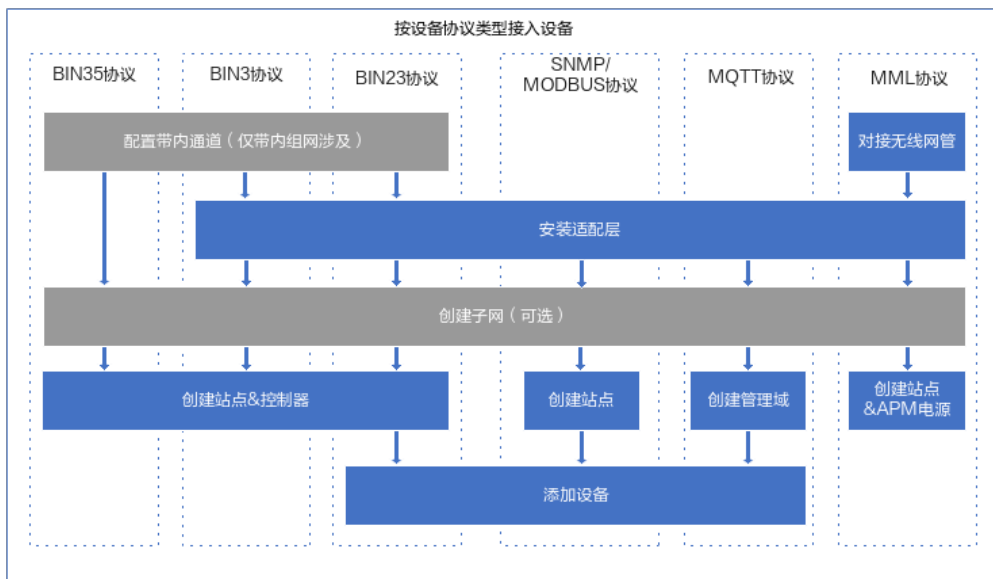 按设备协议类型接入设备
BIN35协议
BIN3协议
BIN23协议
SNMP/
MODBUS协议
MQTT协议
MML协议
配置带内通道（仅带内组网涉及）
对接无线网管
安装适配层
创建子网（可选）
创建站点&控制器
创建站点
创建管理域
创建站点
&APM电源
添加设备